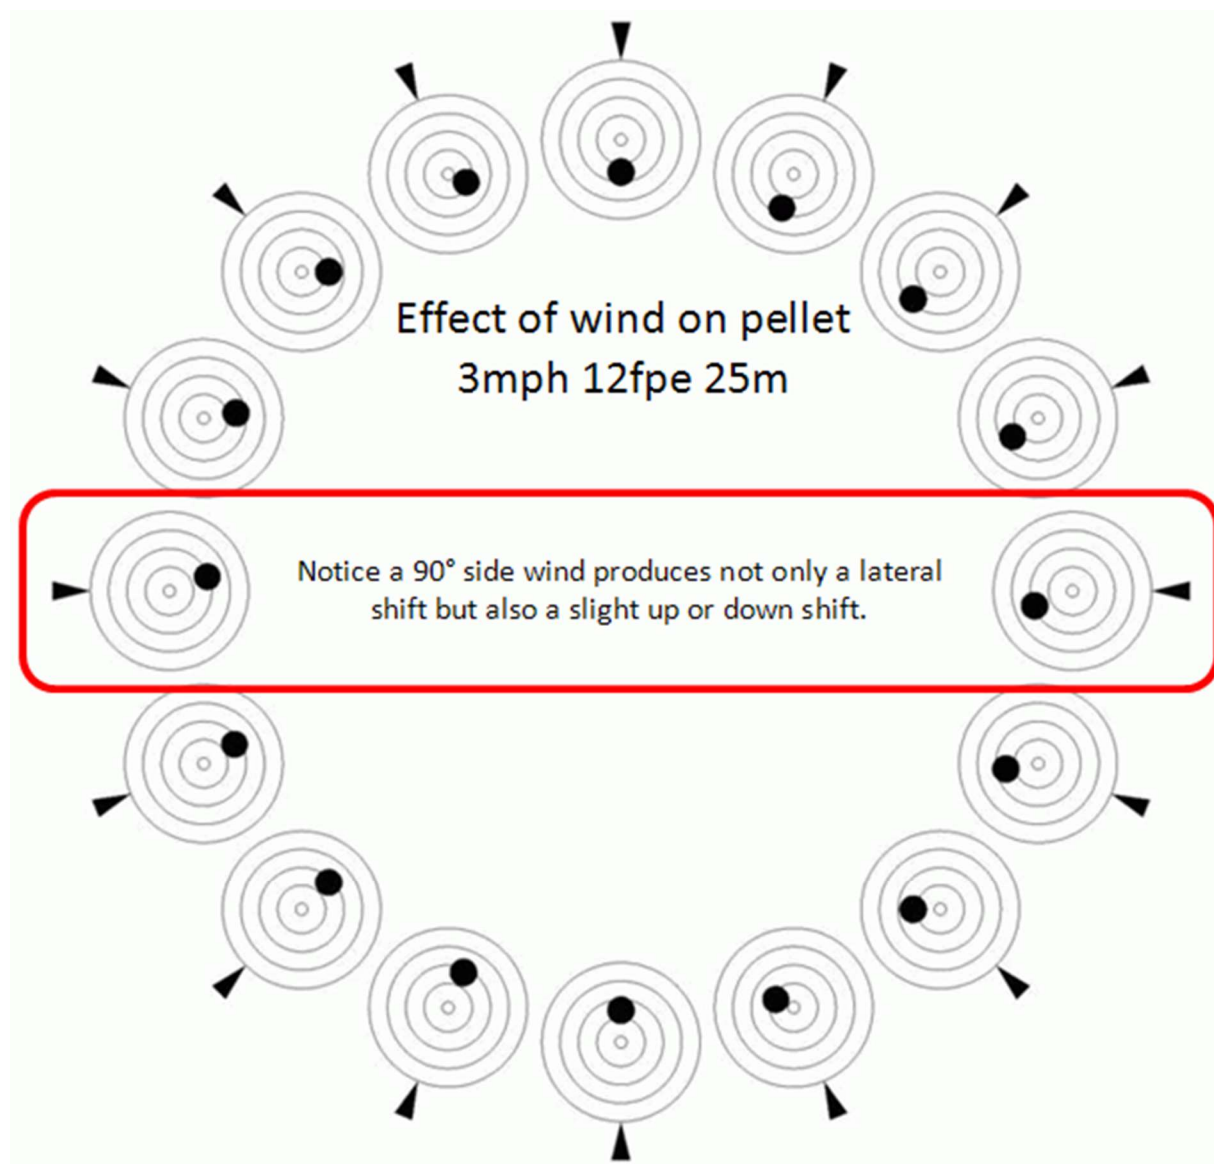 Effect of wind on pellet
3mph 12fpe 25m
Notice a 90° side wind produces not only a lateral
shift but also a slight up or down shift.